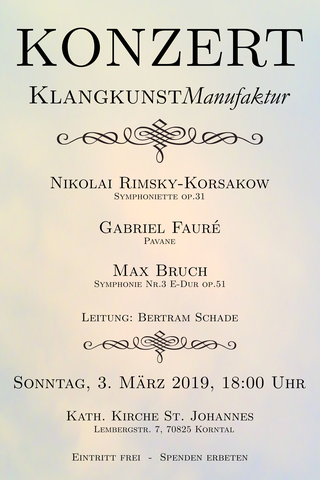 KONZERT
KLANGKUNSTManufaktur
NIKOLAI RIMSKY-KORSAKOW
SYMPHONIETTE OP.31
GABRIEL FAURÉ
PAVANE
MAX BRUCH
SYMPHONIE NR.3 E-DUR OP.51
LEITUNG: BERTRAM SCHADE
SONNTAG, 3. MÄRZ 2019, 18:00 UHR
KATH. KIRCHE ST. JOHANNES
LEMBERGSTR. 7, 70825 KORNTAL
EINTRITT FREI - SPENDEN ERBETEN